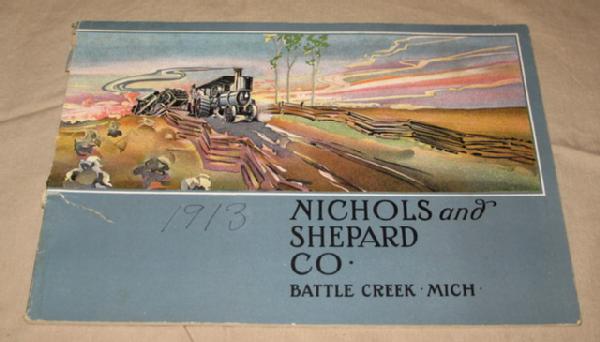 1913
NICHOLS and
SHEPARD
CO·
BATTLE CREEK · MICH ·